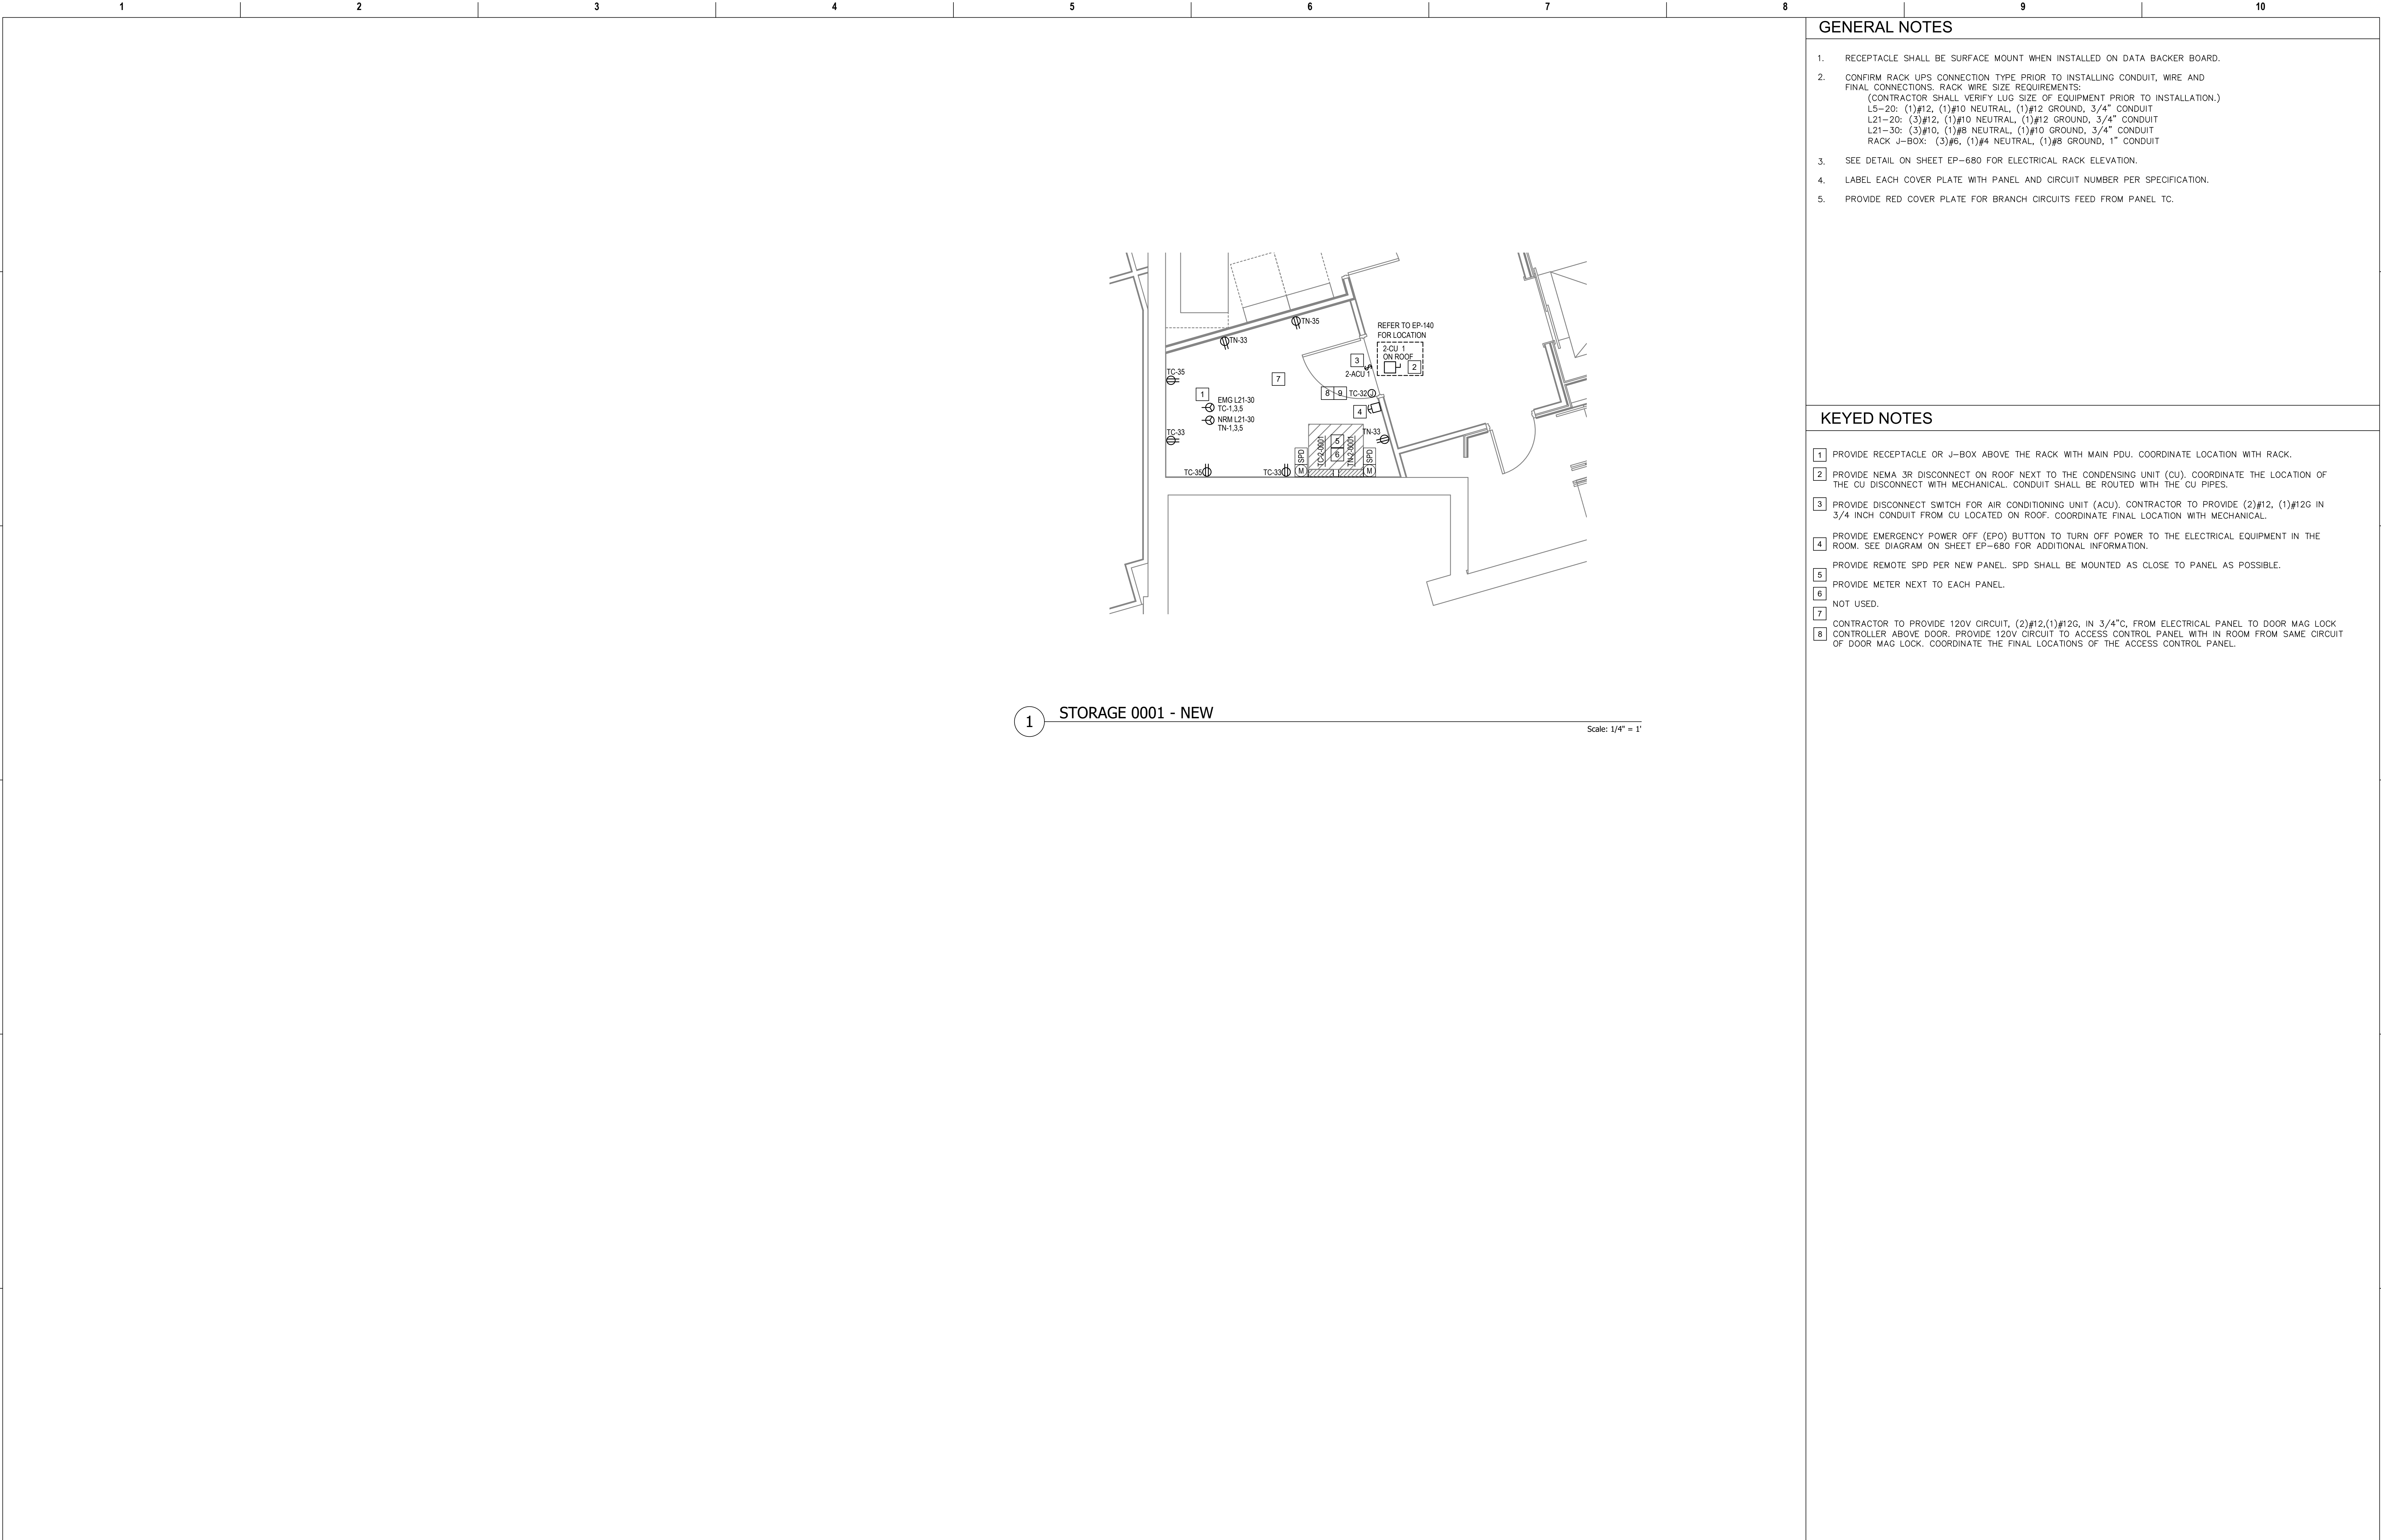 1 2 3 4 5 6 7 8 9 10
GENERAL NOTES
1. RECEPTACLE SHALL BE SURFACE MOUNT WHEN INSTALLED ON DATA BACKER BOARD.
2. CONFIRM RACK UPS CONNECTION TYPE PRIOR TO INSTALLING CONDUIT, WIRE AND
FINAL CONNECTIONS. RACK WIRE SIZE REQUIREMENTS:
(CONTRACTOR SHALL VERIFY LUG SIZE OF EQUIPMENT PRIOR TO INSTALLATION.)
L5-20: (1)#12, (1)#10 NEUTRAL, (1)#12 GROUND, 3/4" CONDUIT
L21-20: (3)#12, (1)#10 NEUTRAL, (1)#12 GROUND, 3/4" CONDUIT
L21-30: (3)#10, (1)#8 NEUTRAL, (1)#10 GROUND, 3/4" CONDUIT
RACK J-BOX: (3)#6, (1)#4 NEUTRAL, (1)#8 GROUND, 1" CONDUIT
3. SEE DETAIL ON SHEET EP-680 FOR ELECTRICAL RACK ELEVATION.
4. LABEL EACH COVER PLATE WITH PANEL AND CIRCUIT NUMBER PER SPECIFICATION.
5. PROVIDE RED COVER PLATE FOR BRANCH CIRCUITS FEED FROM PANEL TC.
TN-35
TN-33
REFER TO EP-140
FOR LOCATION
2-CU 1
ON ROOF
2
3
2-ACU 1
TC-35
7
1
8 9 TC-32 J
EMG L21-30
TC-1,3,5
NRM L21-30
TN-1,3,5
4
TC-33
TN-33
TC-2-0001
5
6
TN-2-0001
SPD
SPD
TC-35
TC-33
M
M
KEYED NOTES
1 PROVIDE RECEPTACLE OR J-BOX ABOVE THE RACK WITH MAIN PDU. COORDINATE LOCATION WITH RACK.
2 PROVIDE NEMA 3R DISCONNECT ON ROOF NEXT TO THE CONDENSING UNIT (CU). COORDINATE THE LOCATION OF
THE CU DISCONNECT WITH MECHANICAL. CONDUIT SHALL BE ROUTED WITH THE CU PIPES.
3 PROVIDE DISCONNECT SWITCH FOR AIR CONDITIONING UNIT (ACU). CONTRACTOR TO PROVIDE (2)#12, (1)#12G IN
3/4 INCH CONDUIT FROM CU LOCATED ON ROOF. COORDINATE FINAL LOCATION WITH MECHANICAL.
PROVIDE EMERGENCY POWER OFF (EPO) BUTTON TO TURN OFF POWER TO THE ELECTRICAL EQUIPMENT IN THE
4 ROOM. SEE DIAGRAM ON SHEET EP-680 FOR ADDITIONAL INFORMATION.
PROVIDE REMOTE SPD PER NEW PANEL. SPD SHALL BE MOUNTED AS CLOSE TO PANEL AS POSSIBLE.
5
PROVIDE METER NEXT TO EACH PANEL.
6
NOT USED.
7
CONTRACTOR TO PROVIDE 120V CIRCUIT, (2)#12,(1)#12G, IN 3/4"C, FROM ELECTRICAL PANEL TO DOOR MAG LOCK
8 CONTROLLER ABOVE DOOR. PROVIDE 120V CIRCUIT TO ACCESS CONTROL PANEL WITH IN ROOM FROM SAME CIRCUIT
OF DOOR MAG LOCK. COORDINATE THE FINAL LOCATIONS OF THE ACCESS CONTROL PANEL.
1 STORAGE 0001 - NEW
Scale: 1/4" = 1'